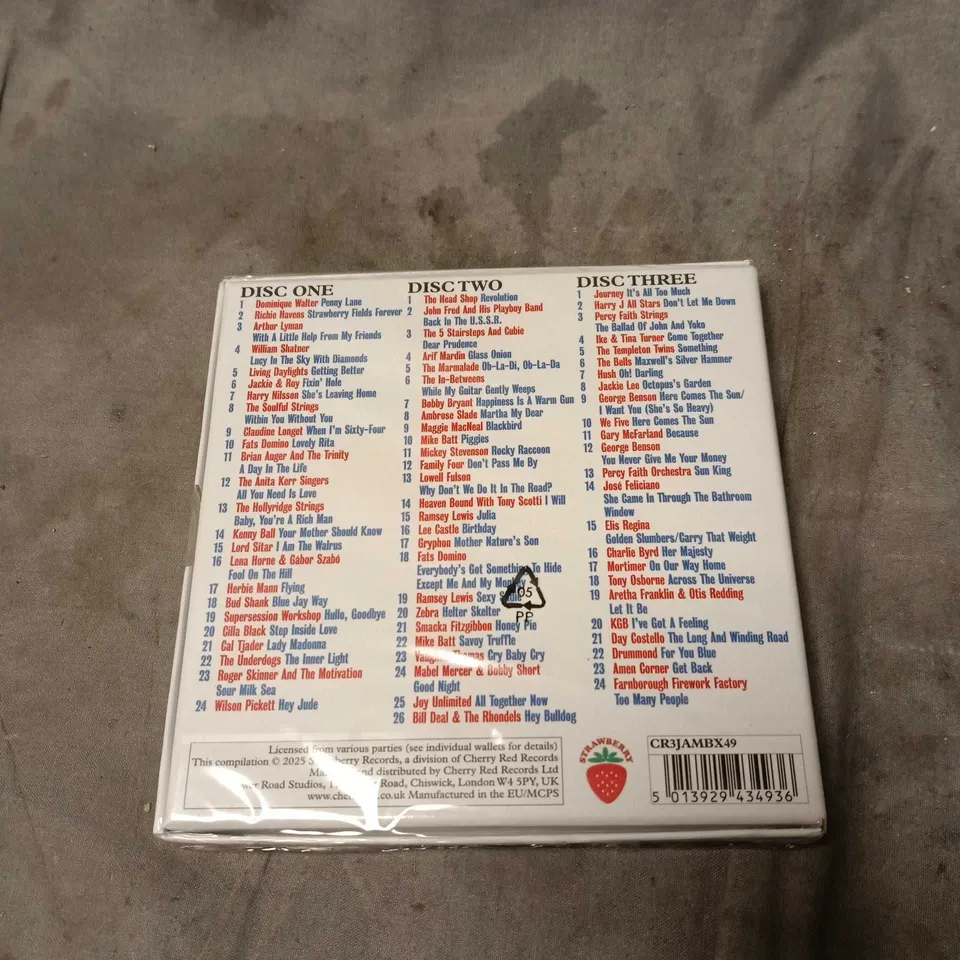 DISC ONE
1 Dominique Walter Penny Lane
2 Richie Havens Strawberry Fields Forever
3 Arthur Lyman
With A Little Help From My Friends
4 William Shatner
Lucy In The Sky With Diamonds
5 Living Daylights Getting Better
6 Jackie & Roy Fixin' Hole
7 Harry Nilsson She's Leaving Home
8 The Soulful Strings
Within You Without You
9 Claudine Longet When I'm Sixty-Four
10 Fats Domino Lovely Rita
11 Brian Auger And The Trinity
A Day In The Life
12 The Anita Kerr Singers
All You Need Is Love
13 The Hollyridge Strings
Baby, You're A Rich Man
14 Kenny Ball Your Mother Should Know
15 Lord Sitar I Am The Walrus
16 Lena Horne & Gábor Szabó
Fool On The Hill
17 Herbie Mann Flying
18 Bud Shank Blue Jay Way
19 Supersession Workshop Hullo, Goodbye
20 Cilla Black Step Inside Love
21 Cal Tjader Lady Madonna
22 The Underdogs The Inner Light
23 Roger Skinner And The Motivation
Sour Milk Sea
24 Wilson Pickett Hey Jude
DISC TWO
1 The Head Shop Revolution
2 John Fred And His Playboy Band
Back In The U.S.S.R.
3 The 5 Stairsteps And Cubie
Dear Prudence
4 Arif Mardin Glass Onion
5 The Marmalade Ob-La-Di, Ob-La-Da
6 The In-Betweens
While My Guitar Gently Weeps
7 Bobby Bryant Happiness Is A Warm Gun
8 Ambrose Slade Martha My Dear
9 Maggie MacNeal Blackbird
10 Mike Batt Piggies
11 Mickey Stevenson Rocky Raccoon
12 Family Four Don't Pass Me By
13 Lowell Fulson
Why Don't We Do It In The Road?
14 Heaven Bound With Tony Scotti I Will
15 Ramsey Lewis Julia
16 Lee Castle Birthday
17 Gryphon Mother Nature's Son
18 Fats Domino
Everybody's Got Something To Hide
Except Me And My Monkey
19 Ramsey Lewis Sexy Sadie
20 Zebra Helter Skelter
21 Smacka Fitzgibbon Honey Pie
22 Mike Batt Savoy Truffle
23 Thomas Cry Baby Cry
24 Mabel Mercer & Bobby Short
Good Night
25 Joy Unlimited All Together Now
26 Bill Deal & The Rhondels Hey Bulldog
DISC THREE
1 Journey It's All Too Much
2 Harry J All Stars Don't Let Me Down
3 Percy Faith Strings
The Ballad Of John And Yoko
4 Ike & Tina Turner Come Together
5 The Templeton Twins Something
6 The Bells Maxwell's Silver Hammer
7 Hush Oh! Darling
8 Jackie Lee Octopus's Garden
9 George Benson Here Comes The Sun/
I Want You (She's So Heavy)
10 We Five Here Comes The Sun
11 Gary McFarland Because
12 George Benson
You Never Give Me Your Money
13 Percy Faith Orchestra Sun King
14 José Feliciano
She Came In Through The Bathroom
Window
15 Elis Regina
Golden Slumbers/Carry That Weight
16 Charlie Byrd Her Majesty
17 Mortimer On Our Way Home
18 Tony Osborne Across The Universe
19 Aretha Franklin & Otis Redding
Let It Be
20 KGB I've Got A Feeling
21 Day Costello The Long And Winding Road
22 Drummond For You Blue
23 Amen Corner Get Back
24 Farnborough Firework Factory
Too Many People
05
PP
Licensed from various parties (see individual wallets for details)
This compilation © 2025 Strawberry Records, a division of Cherry Red Records
and distributed by Cherry Red Records Ltd
Road Studios, Road, Chiswick, London W4 5PY, UK
.co.uk Manufactured in the EU/MCPS
STRAWBERRY
CR3JAMBX49
5 013929 434936